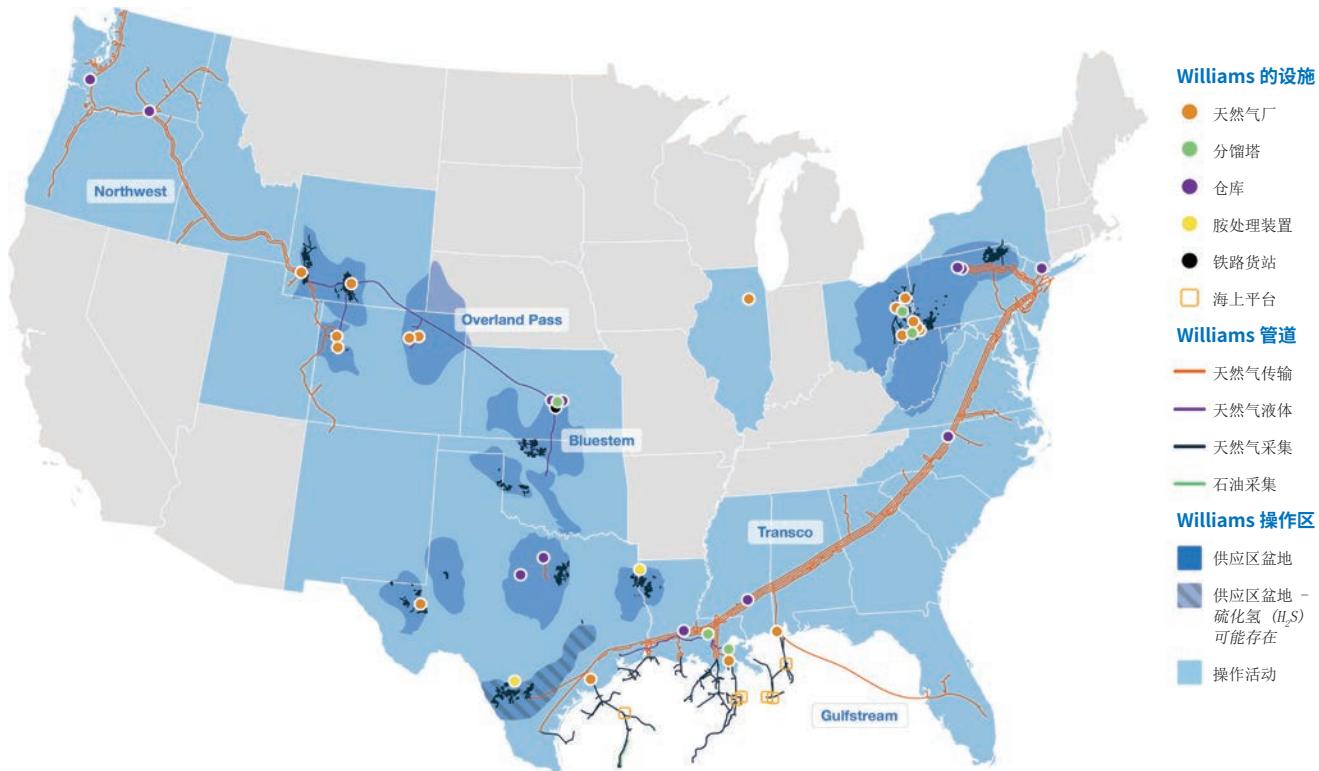 Northwest
Overland Pass
Bluestem
Transco
Gulfstream
Williams 的设施
天然气厂
分馏塔
仓库
胺处理装置
铁路货站
海上平台
Williams 管道
天然气传输
天然气液体
天然气采集
石油采集
Williams 操作区
供应区盆地
供应区盆地 –
硫化氢 (H₂S)
可能存在
操作活动